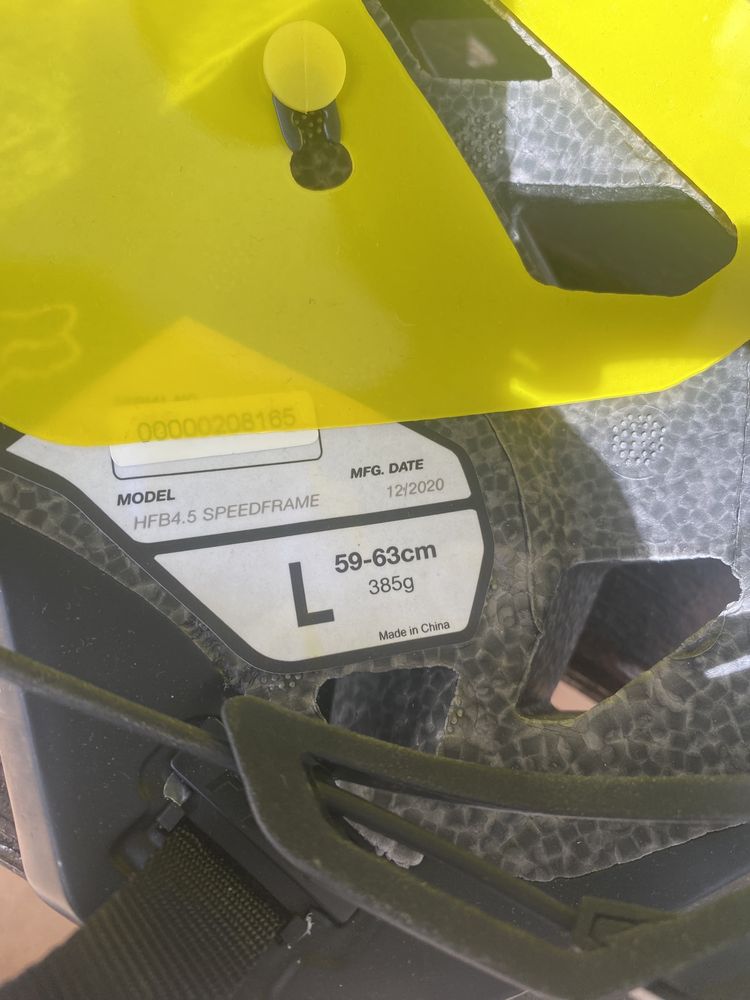 00000208165
MODEL
HFB4.5 SPEEDFRAME
MFG. DATE
12/2020
L
59-63cm
385g
Made in China